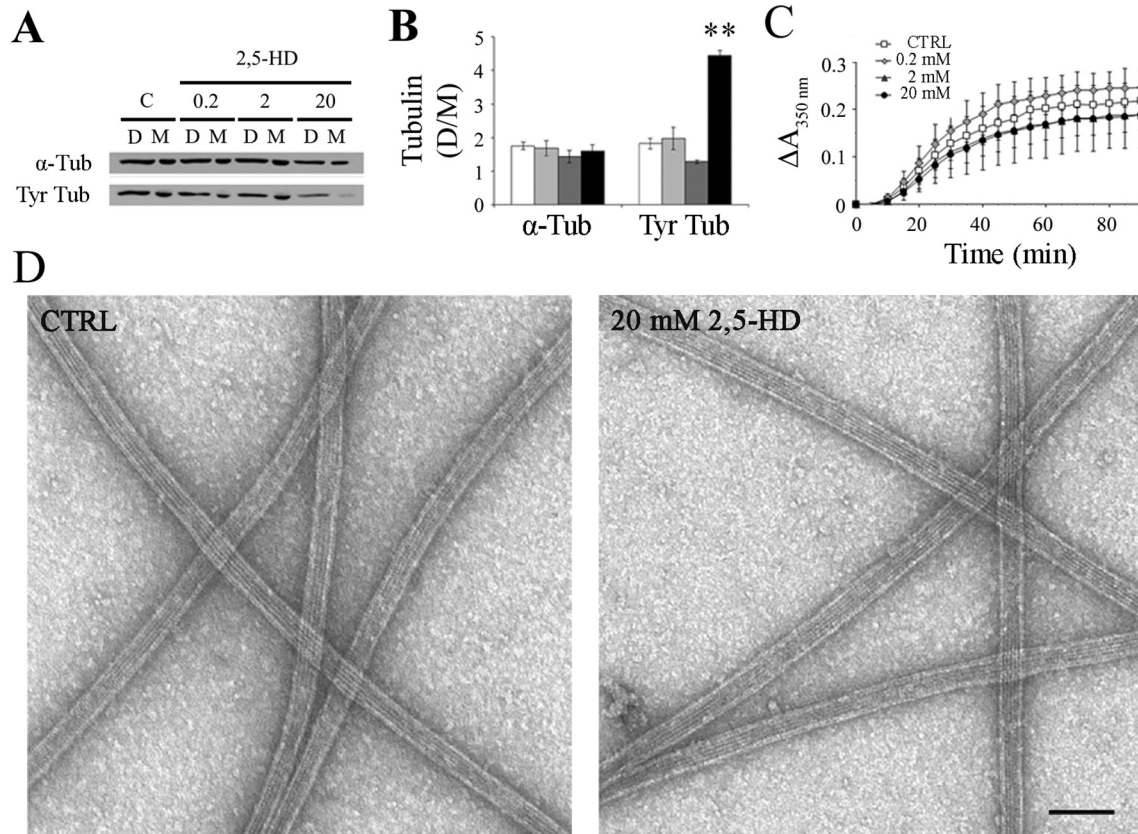 A
2,5-HD
C 0.2 2 20
D M D M D M D M
α-Tub
Tyr Tub
B
Tubulin
(D/M)
5
4
3
2
1
0
**
α-Tub Tyr Tub
C
CTRL
0.2 mM
2 mM
20 mM
ΔA350 nm
0.3
0.2
0.1
0
0 20 40 60 80
Time (min)
D
CTRL
20 mM 2,5-HD